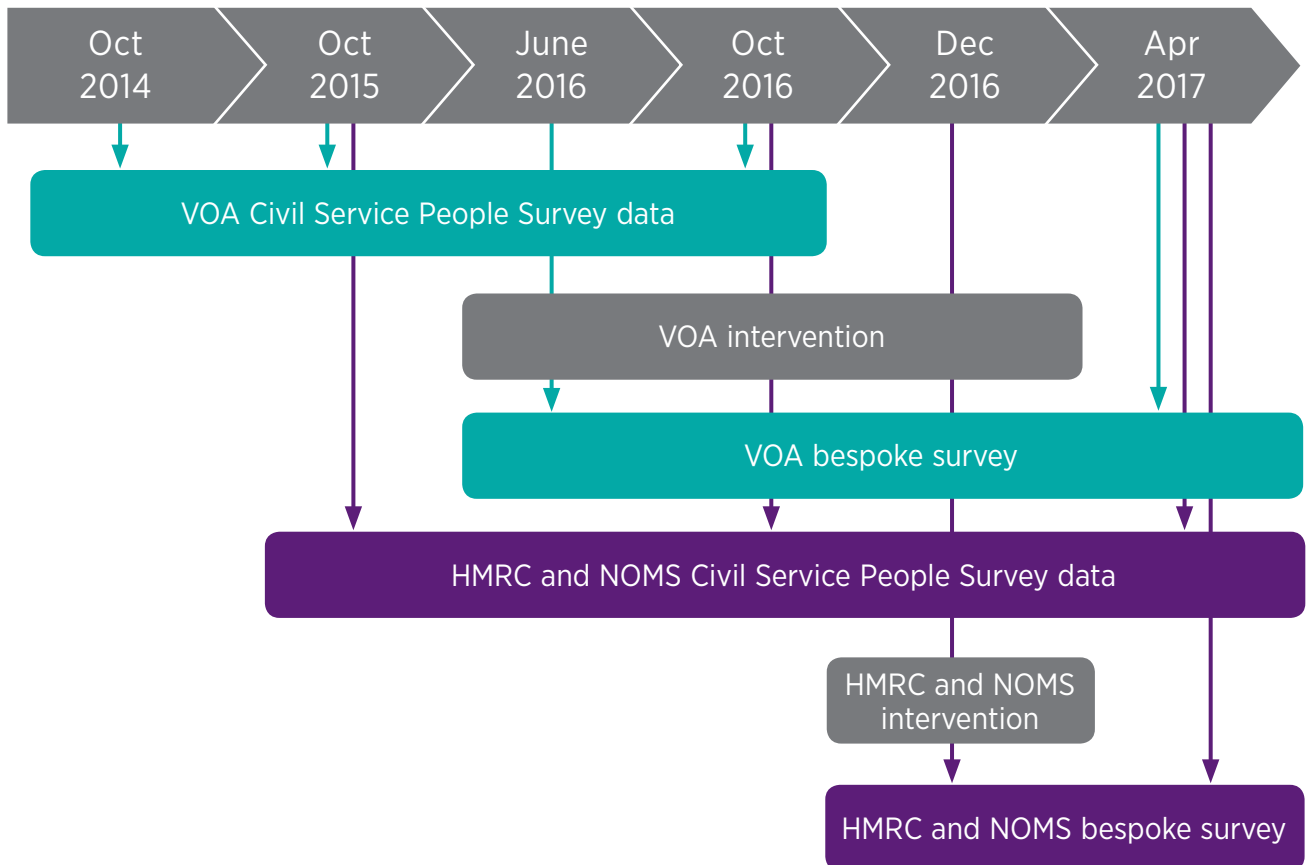 Oct
2014
Oct
2015
June
2016
Oct
2016
Dec
2016
Apr
2017
VOA Civil Service People Survey data
VOA intervention
VOA bespoke survey
HMRC and NOMS Civil Service People Survey data
HMRC and NOMS
intervention
HMRC and NOMS bespoke survey